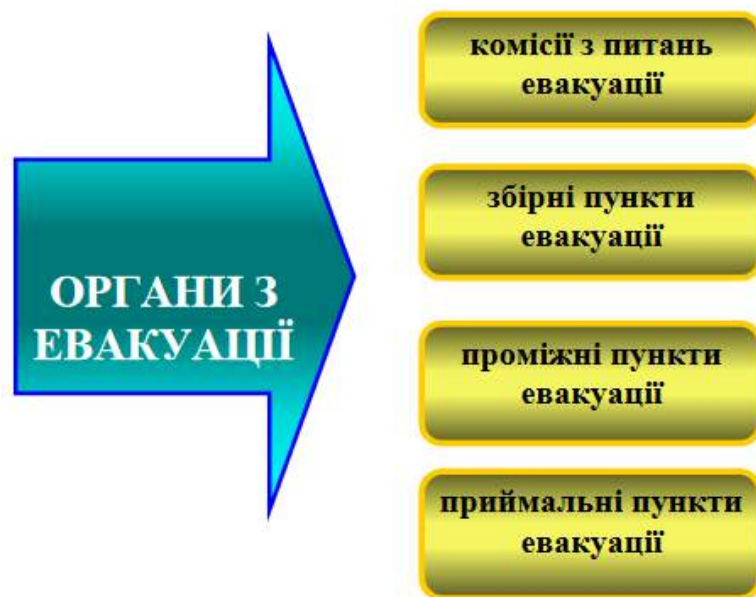 ОРГАНИ З
ЕВАКУАЦІЇ
комісії з питань
евакуації
збірні пункти
евакуації
проміжні пункти
евакуації
приймальні пункти
евакуації